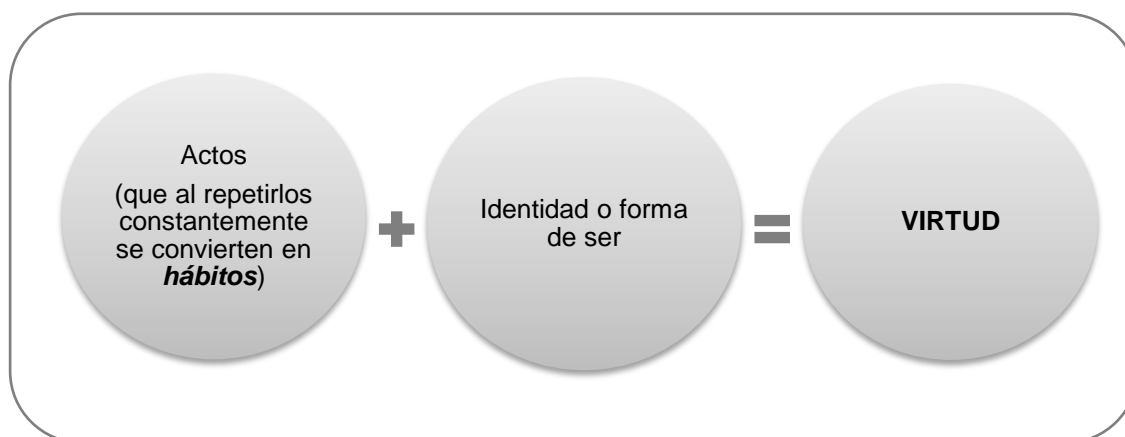 Actos
(que al repetirlos
constantemente
se convierten en
hábitos)
Identidad o forma
de ser
VIRTUD